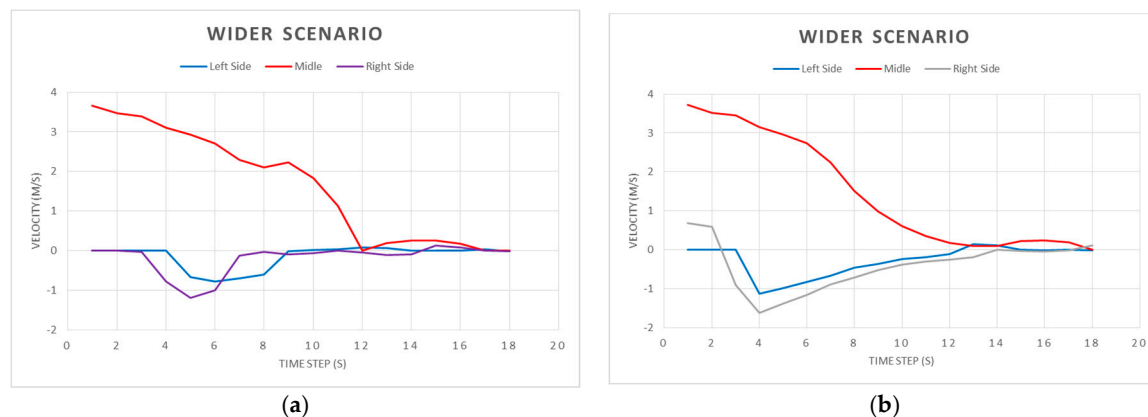 WIDER SCENARIO
Left Side Midle Right Side
4
3
2
1
0
-1
-2
VELOCITY (M/S)
0 2 4 6 8 10 12 14 16 18 20
TIME STEP (S)
(a)
WIDER SCENARIO
Left Side Midle Right Side
4
3
2
1
0
-1
-2
VELOCITY (M/S)
0 2 4 6 8 10 12 14 16 18 20
TIME STEP (S)
(b)